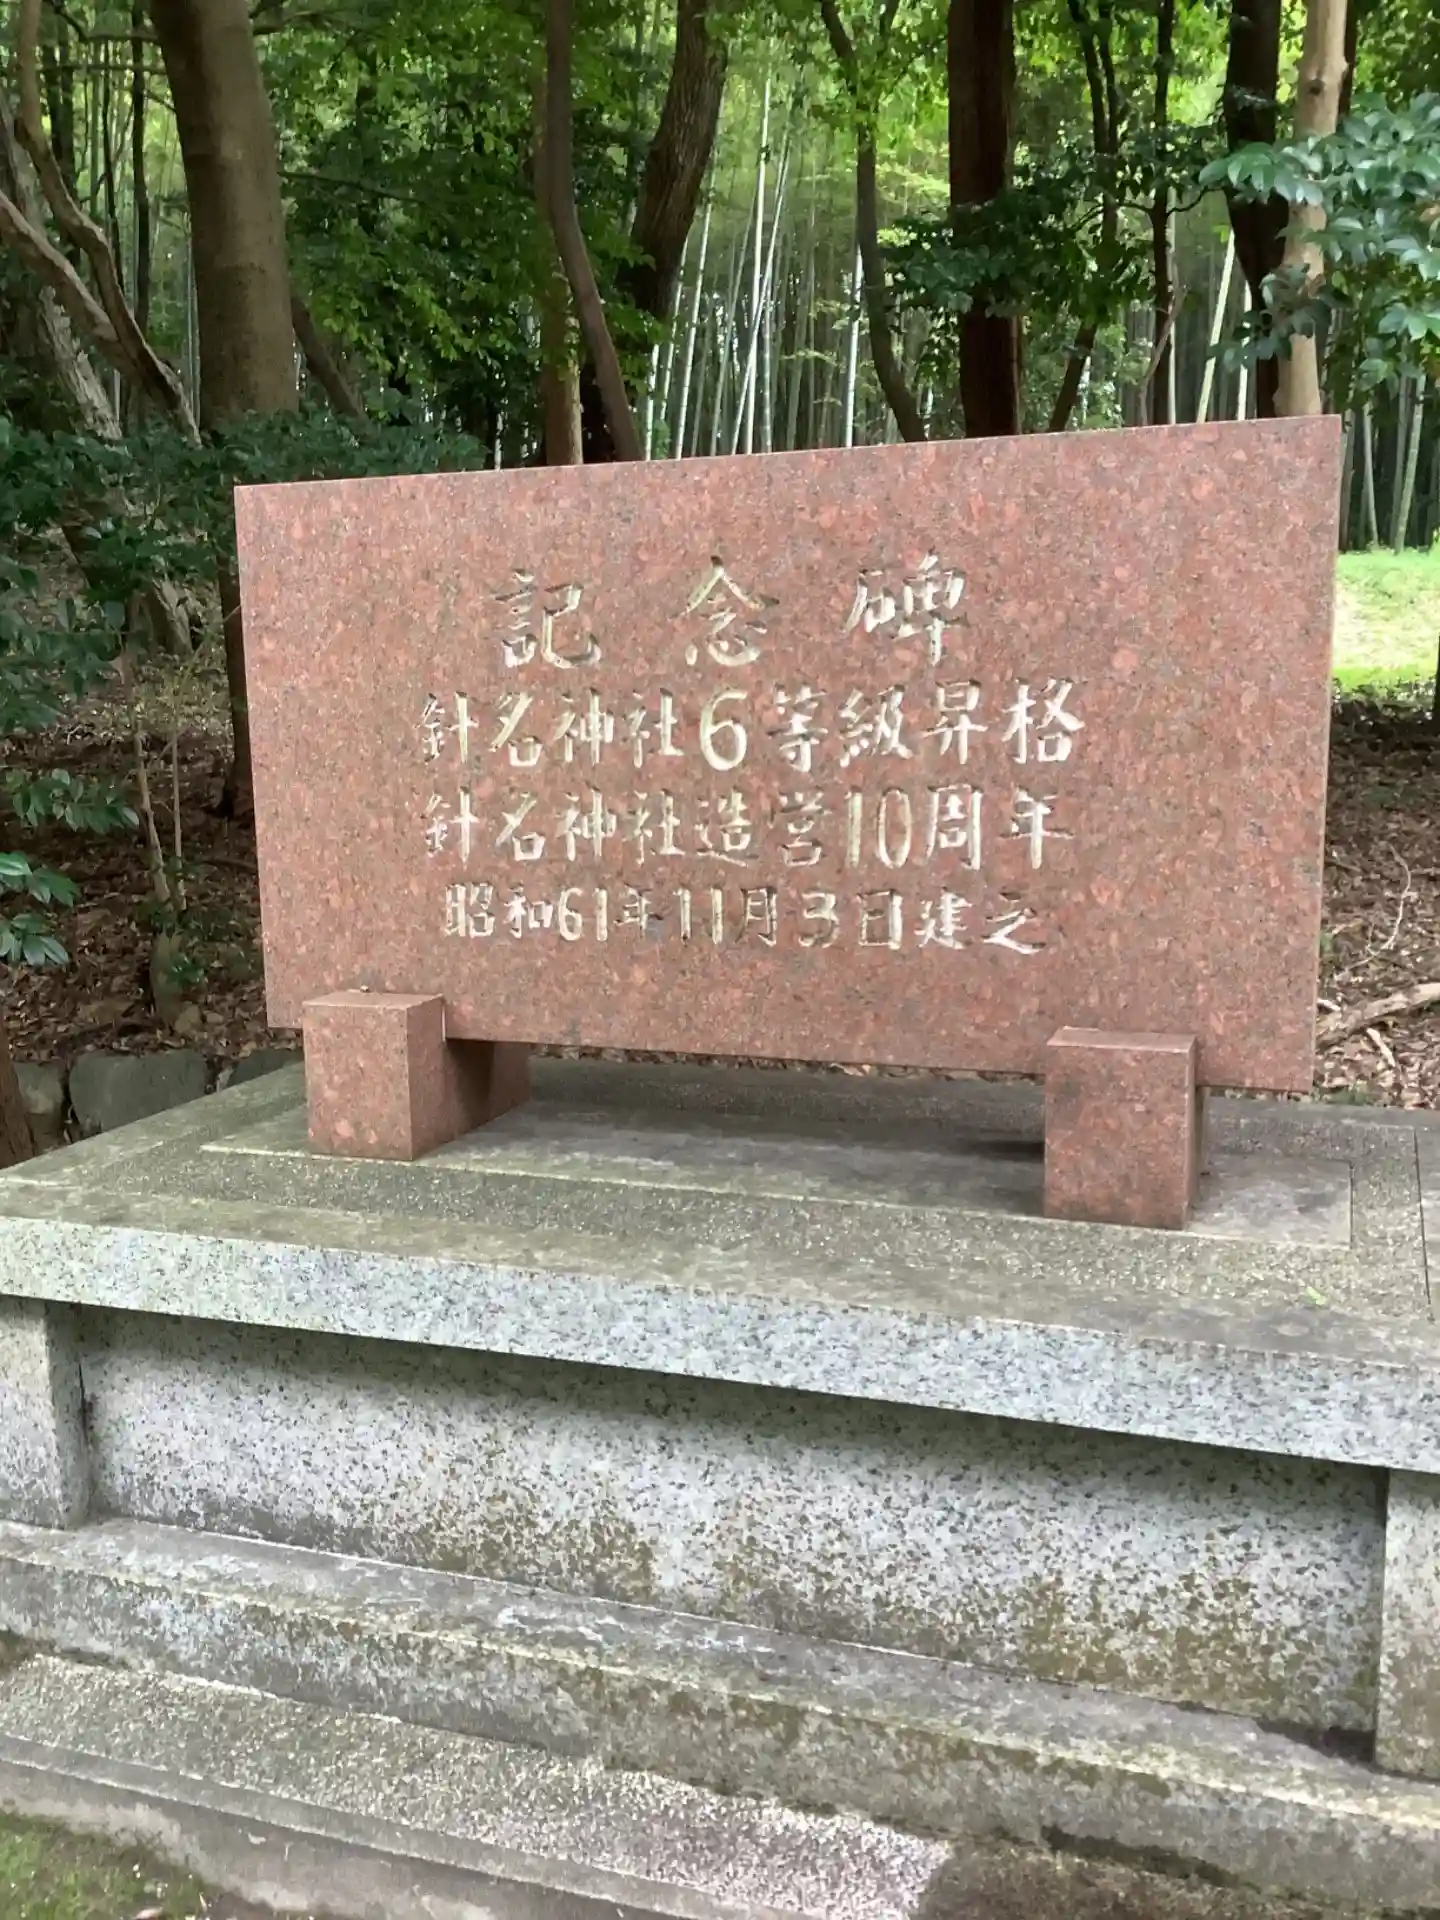 記念碑
針名神社6等級昇格
針名神社造営10周年
昭和61年11月3日建之